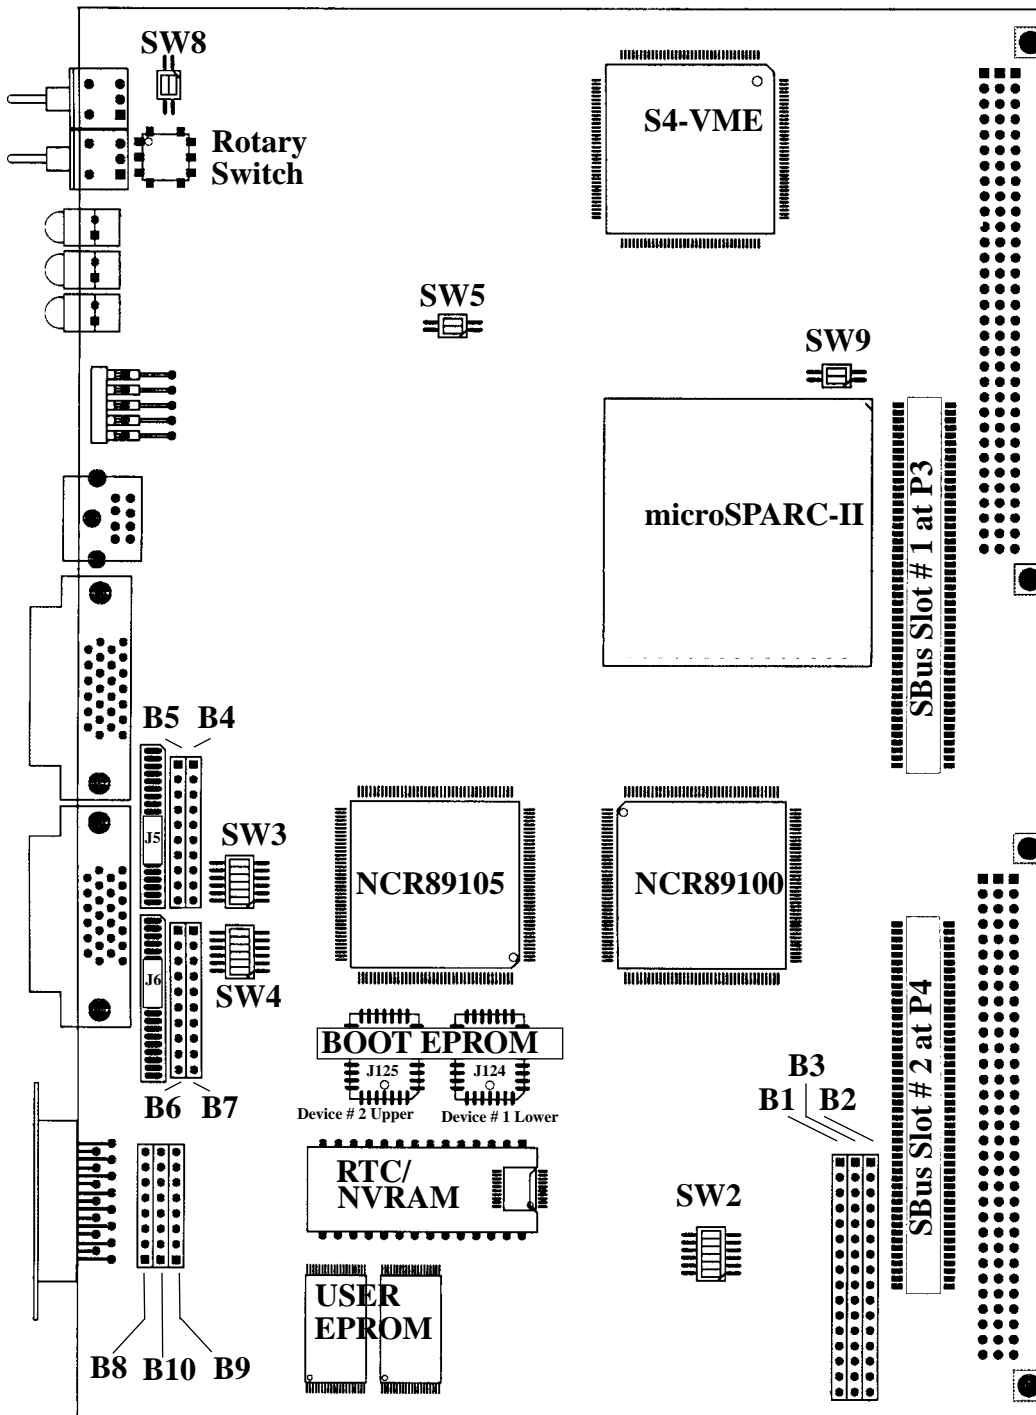 SW8
S4-VME
Rotary
Switch
SW5
SW9
microSPARC-II
SBus Slot # 1 at P3
B5 B4
J5
SW3
NCR89105
NCR89100
J6
SW4
BOOT EPROM
J125
J124
Device # 2 Upper
Device # 1 Lower
B6 B7
B3
B1 B2
SBus Slot # 2 at P4
RTC/
NVRAM
SW2
USER
EPROM
B8 B10 B9